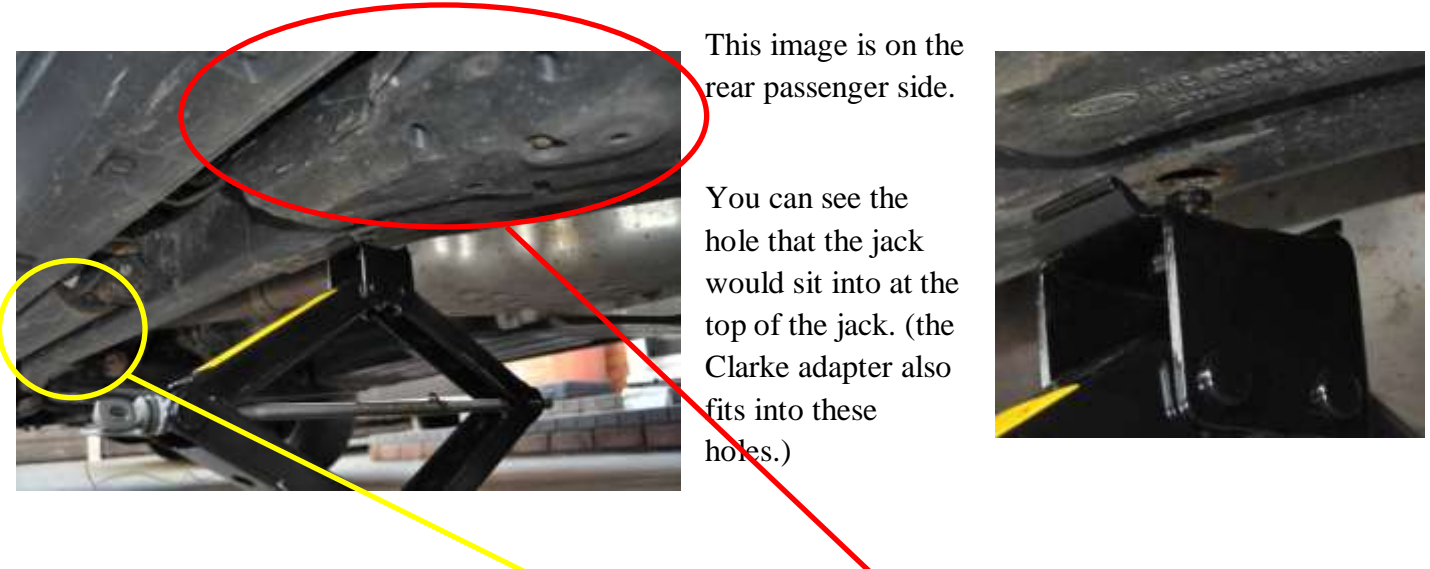 This image is on the
rear passenger side.
You can see the
hole that the jack
would sit into at the
top of the jack. (the
Clarke adapter also
fits into these
holes.)